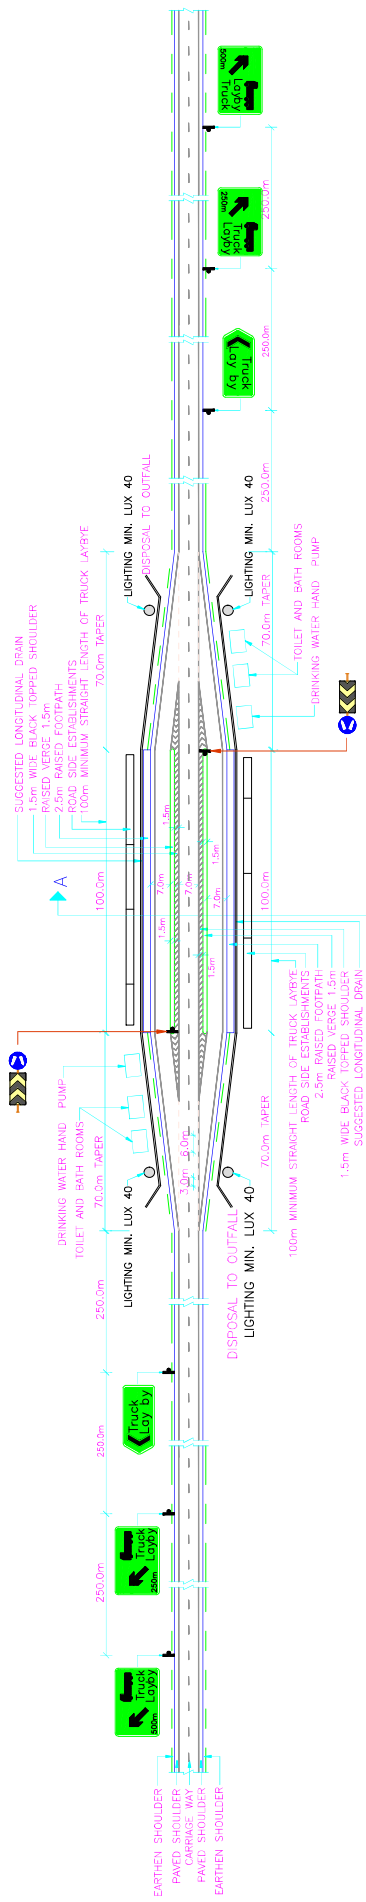 500m
Truck
Layby
250m
Truck
Layby
Truck
Lay by
250.0m
250.0m
250.0m
LIGHTING MIN. LUX 40
DISPOSAL TO OUTFALL
LIGHTING MIN. LUX 40
TOILET AND BATH ROOMS
DRINKING WATER HAND PUMP
70.0m TAPER
70.0m TAPER
SUGGESTED LONGITUDINAL DRAIN
1.5m WIDE BLACK TOPPED SHOULDER
RAISED VERGE 1.5m
2.5m RAISED FOOTPATH
ROAD SIDE ESTABLISHMENTS
100m MINIMUM STRAIGHT LENGTH OF TRUCK LAYBYE
A
100.0m
100.0m
1.5m
1.5m
7.0m
7.0m
7.0m
1.5m
1.5m
100m MINIMUM STRAIGHT LENGTH OF TRUCK LAYBYE
ROAD SIDE ESTABLISHMENTS
2.5m RAISED FOOTPATH
RAISED VERGE 1.5m
1.5m WIDE BLACK TOPPED SHOULDER
SUGGESTED LONGITUDINAL DRAIN
DRINKING WATER HAND PUMP
TOILET AND BATH ROOMS
70.0m TAPER
70.0m TAPER
3.0m
6.0m
LIGHTING MIN. LUX 40
DISPOSAL TO OUTFALL
LIGHTING MIN. LUX 40
250.0m
250.0m
250.0m
Truck
Lay by
Truck
Layby
250m
Truck
Layby
500m
EARTHEN SHOULDER
PAVED SHOULDER
CARRIAGE WAY
PAVED SHOULDER
EARTHEN SHOULDER